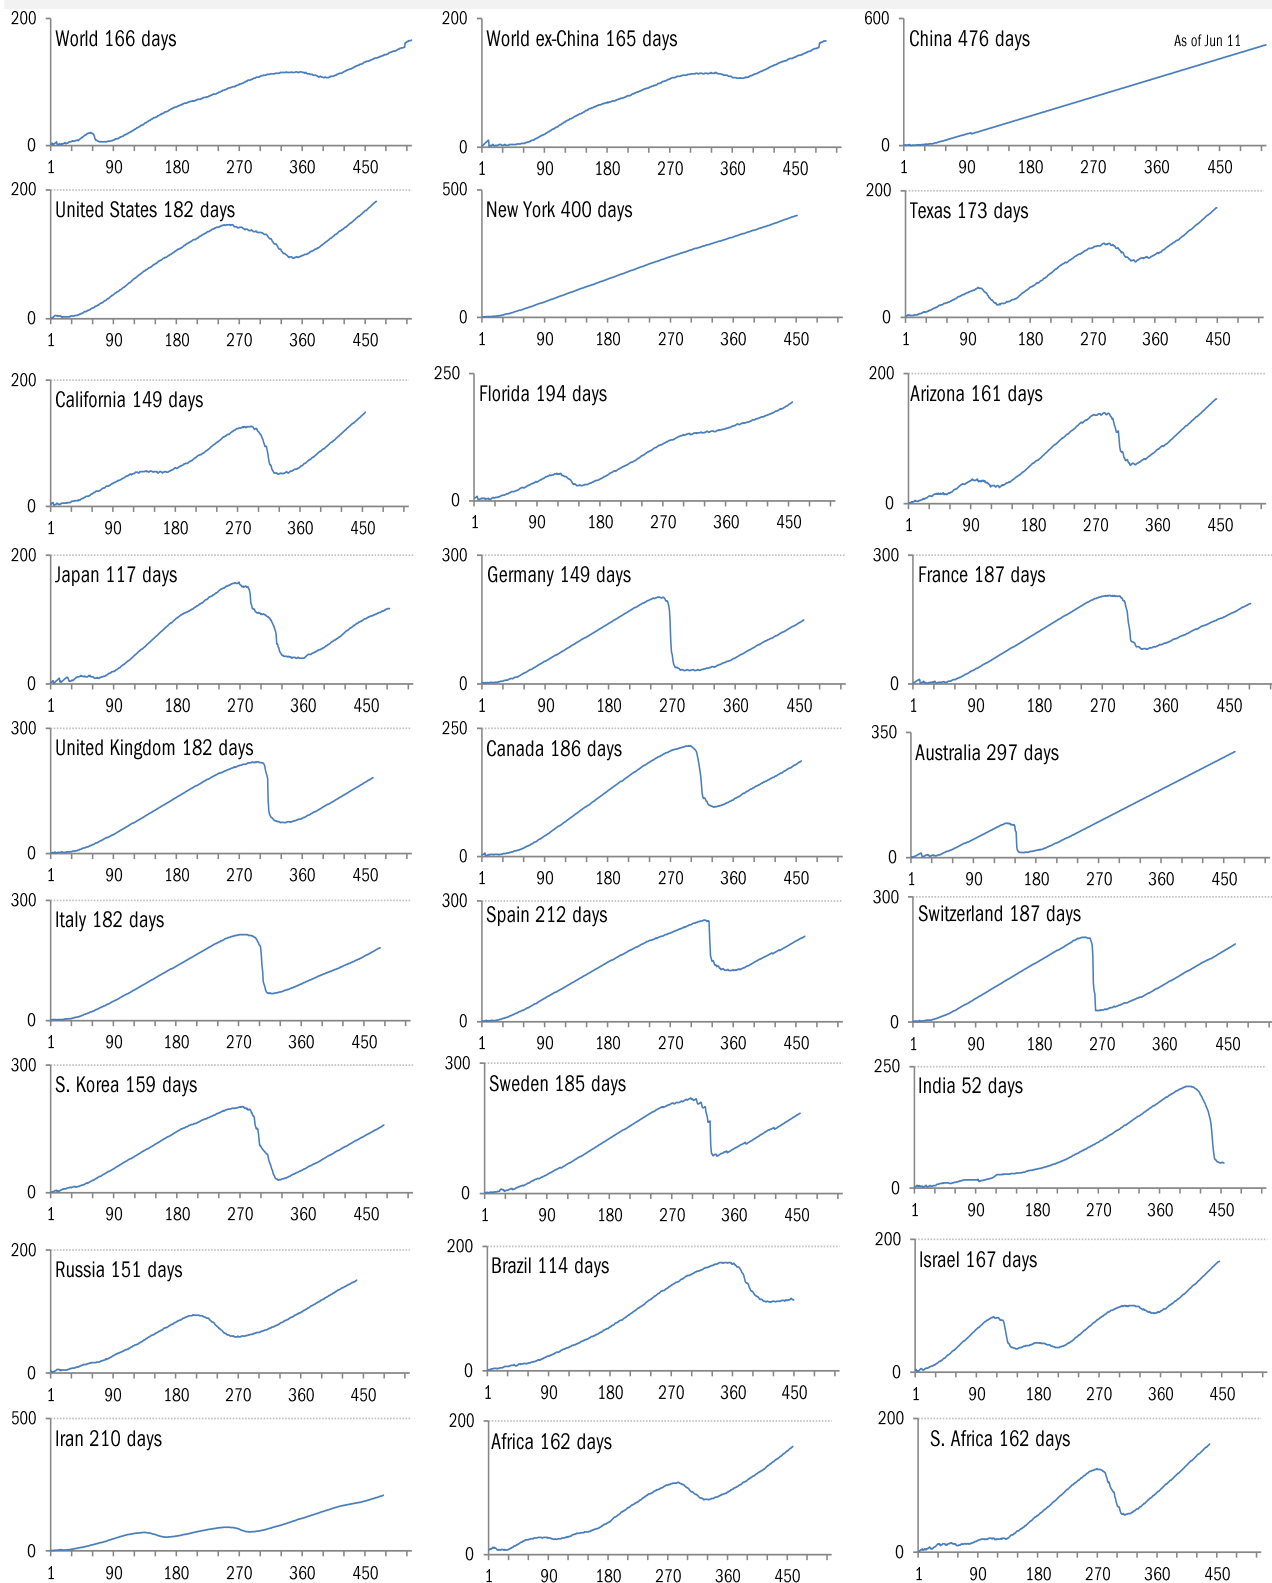 World 166 days
200
0
1 90 180 270 360 450
World ex-China 165 days
200
0
1 90 180 270 360 450
China 476 days
As of Jun 11
600
0
1 90 180 270 360 450
United States 182 days
200
0
1 90 180 270 360 450
New York 400 days
500
0
1 90 180 270 360 450
Texas 173 days
200
0
1 90 180 270 360 450
California 149 days
200
0
1 90 180 270 360 450
Florida 194 days
250
0
1 90 180 270 360 450
Arizona 161 days
200
0
1 90 180 270 360 450
Japan 117 days
200
0
1 90 180 270 360 450
Germany 149 days
300
0
1 90 180 270 360 450
France 187 days
300
0
1 90 180 270 360 450
United Kingdom 182 days
300
0
1 90 180 270 360 450
Canada 186 days
250
0
1 90 180 270 360 450
Australia 297 days
350
0
1 90 180 270 360 450
Italy 182 days
300
0
1 90 180 270 360 450
Spain 212 days
300
0
1 90 180 270 360 450
Switzerland 187 days
300
0
1 90 180 270 360 450
S. Korea 159 days
300
0
1 90 180 270 360 450
Sweden 185 days
300
0
1 90 180 270 360 450
India 52 days
250
0
1 90 180 270 360 450
Russia 151 days
200
0
1 90 180 270 360 450
Brazil 114 days
200
0
1 90 180 270 360 450
Israel 167 days
200
0
1 90 180 270 360 450
Iran 210 days
500
0
1 90 180 270 360 450
Africa 162 days
200
0
1 90 180 270 360 450
S. Africa 162 days
200
0
1 90 180 270 360 450